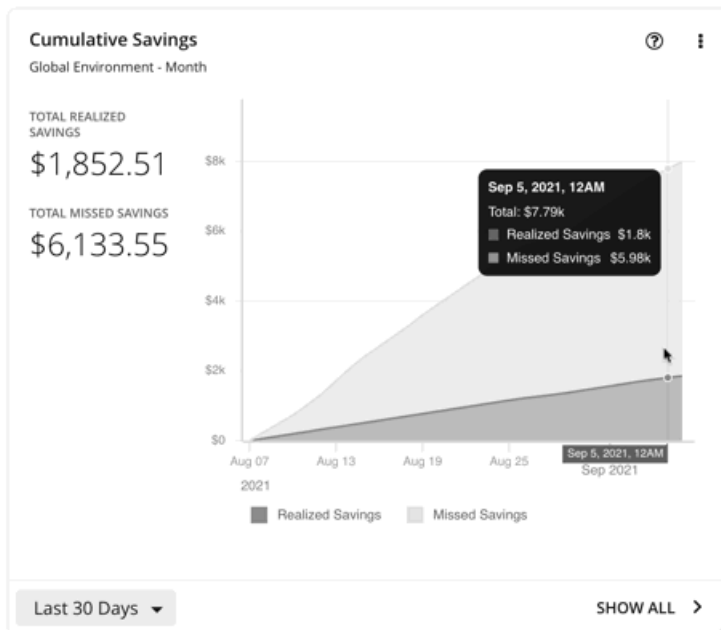 Cumulative Savings
Global Environment - Month
TOTAL REALIZED
SAVINGS
$1,852.51
TOTAL MISSED SAVINGS
$6,133.55
$8k
$6k
$4k
$2k
$0
Sep 5, 2021, 12AM
Total: $7.79k
Realized Savings $1.8k
Missed Savings $5.98k
Aug 07
Aug 13
Aug 19
Aug 25
Sep 5, 2021, 12AM
2021
Sep 2021
Realized Savings
Missed Savings
Last 30 Days
SHOW ALL